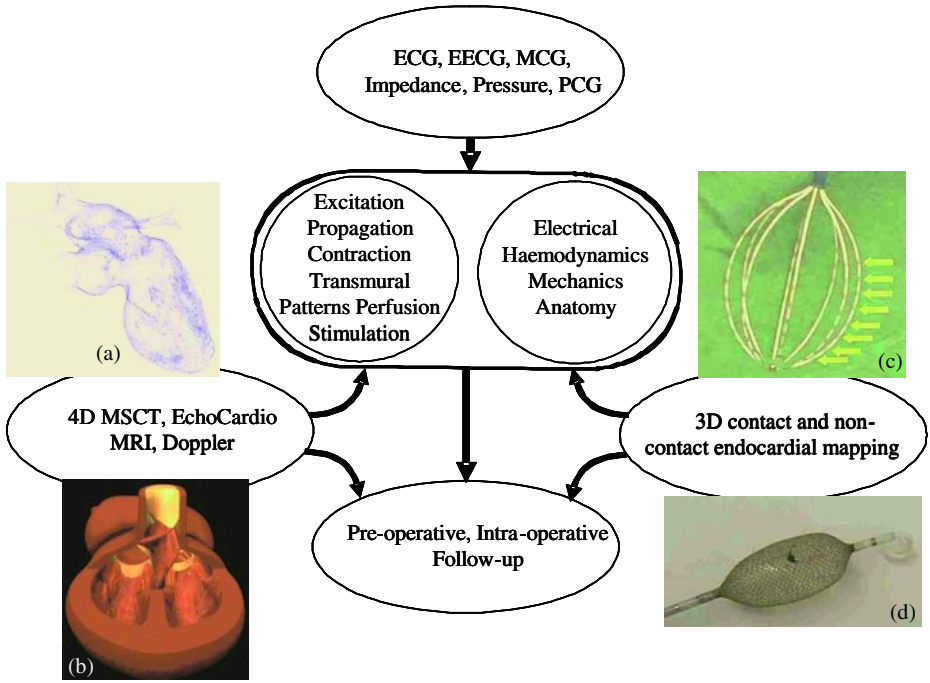 ECG, EECG, MCG,
Impedance, Pressure, PCG
Excitation
Propagation
Contraction
Transmural
Patterns Perfusion
Stimulation
Electrical
Haemodynamics
Mechanics
Anatomy
(a)
(c)
4D MSCT, EchoCardio
MRI, Doppler
3D contact and non-
contact endocardial mapping
Pre-operative, Intra-operative
Follow-up
(b)
(d)